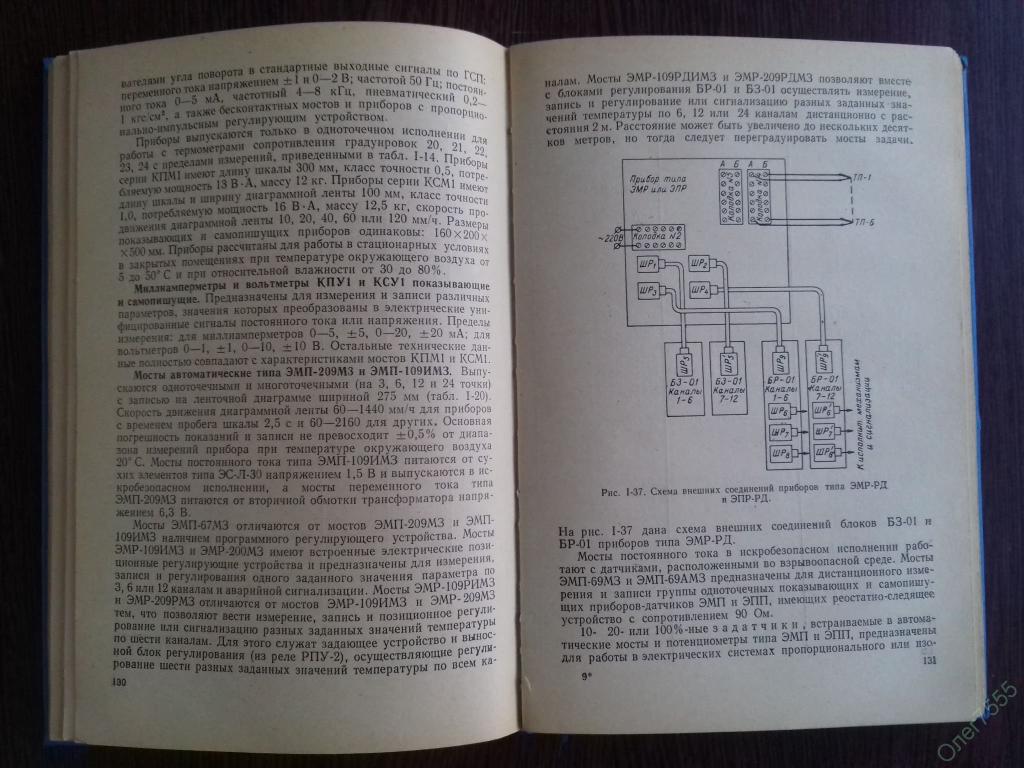 вателями угла поворота в стандартные выходные сигналы по ГСП:
переменного тока напряжением ±1 и 0—2 В; частотой 50 Гц; постоян-
ного тока 0—5 мА, частотный 4—8 кГц, пневматический 0,2—
1 кгс/см², а также бесконтактных мостов и приборов с пропорцио-
нально-импульсным регулирующим устройством.
Приборы выпускаются только в одноточечном исполнении для
работы с термометрами сопротивления градуировок 20, 21, 22,
23, 24 с пределами измерений, приведенными в табл. I-14. Приборы
серии КПМ1 имеют длину шкалы 300 мм, класс точности 0,5, потре-
бляемую мощность 13 В·А, массу 12 кг. Приборы серии КСМ1 имеют
длину шкалы и ширину диаграммной ленты 100 мм, класс точности
1,0, потребляемую мощность 16 В·А, массу 12,5 кг, скорость про-
движения диаграммной ленты 10, 20, 40, 60 или 120 мм/ч. Размеры
показывающих и самопишущих приборов одинаковы: 160×200×
×500 мм. Приборы рассчитаны для работы в стационарных условиях
в закрытых помещениях при температуре окружающего воздуха от
5 до 50° С и при относительной влажности от 30 до 80%.
Миллиамперметры и вольтметры КПУ1 и КСУ1 показывающие
и самопишущие. Предназначены для измерения и записи различных
параметров, значения которых преобразованы в электрические уни-
фицированные сигналы постоянного тока или напряжения. Пределы
измерения: для миллиамперметров 0—5, ±5, 0—20, ±20 мА; для
вольтметров 0—1, ±1, 0—10, ±10 В. Остальные технические дан-
ные полностью совпадают с характеристиками мостов КПМ1 и КСМ1.
Мосты автоматические типа ЭМП-209МЗ и ЭМП-109ИМЗ. Выпу-
скаются одноточечными и многоточечными (на 3, 6, 12 и 24 точки)
с записью на ленточной диаграмме шириной 275 мм (табл. I-20).
Скорость движения диаграммной ленты 60—1440 мм/ч для приборов
с временем пробега шкалы 2,5 с и 60—2160 для других. Основная
погрешность показаний и записи не превосходит ±0,5% от диапа-
зона измерений прибора при температуре окружающего воздуха
20° С. Мосты постоянного тока типа ЭМП-109ИМЗ питаются от су-
хих элементов типа ЭС-Л-30 напряжением 1,5 В и выпускаются в ис-
кробезопасном исполнении, а мосты переменного тока типа
ЭМП-209МЗ питаются от вторичной обмотки трансформатора напря-
жением 6,3 В.
Мосты ЭМП-67МЗ отличаются от мостов ЭМП-209МЗ и ЭМП-
109ИМЗ наличием программного регулирующего устройства. Мосты
ЭМР-109ИМЗ и ЭМР-200МЗ имеют встроенные электрические пози-
ционные регулирующие устройства и предназначены для измерения,
записи и регулирования одного заданного значения параметра по
3, 6 или 12 каналам и аварийной сигнализации. Мосты ЭМР-109РИМЗ
и ЭМР-209РМЗ отличаются от мостов ЭМР-109ИМЗ и ЭМР-209МЗ
тем, что позволяют вести измерение, запись и позиционное регули-
рование или сигнализацию разных заданных значений температуры
по шести каналам. Для этого служат задающее устройство и вынос-
ной блок регулирования (из реле РПУ-2), осуществляющие регули-
рование шести разных заданных значений температуры по всем ка-
130
налам. Мосты ЭМР-109РДИМЗ и ЭМР-209РДМЗ позволяют вместе
с блоками регулирования БР-01 и БЗ-01 осуществлять измерение,
запись и регулирование или сигнализацию разных заданных зна-
чений температуры по 6, 12 или 24 каналам дистанционно с рас-
стояния 2 м. Расстояние может быть увеличено до нескольких десят-
ков метров, но тогда следует переградуировать мосты задачи.
А Б А Б
Прибор типа
ЭМР или ЭПР
Колодка №3
Колодка №1
ТП-1
ТП-6
~220В
Колодка №2
ШР1 ШР2
ШР3 ШР4
ШР5 ШР5 ШР9 ШР9
БЗ-01 БЗ-01 БР-01 БР-01
Каналы Каналы Каналы Каналы
1-6 7-12 1-6 7-12
ШР6 ШР6
ШР7 ШР7
ШР8 ШР8
К исполнит. механизмам
и сигнализации
Рис. I-37. Схема внешних соединений приборов типа ЭМР-РД
и ЭПР-РД.
На рис. I-37 дана схема внешних соединений блоков БЗ-01 и
БР-01 приборов типа ЭМР-РД.
Мосты постоянного тока в искробезопасном исполнении рабо-
тают с датчиками, расположенными во взрывоопасной среде. Мосты
ЭМП-69МЗ и ЭМП-69АМЗ предназначены для дистанционного изме-
рения и записи группы одноточечных показывающих и самопишу-
щих приборов-датчиков ЭМП и ЭПП, имеющих реостатно-следящее
устройство с сопротивлением 90 Ом.
10- 20- или 100%-ные задатчики, встраиваемые в автома-
тические мосты и потенциометры типа ЭМП и ЭПП, предназначены
для работы в электрических системах пропорционального или изо-
9*
131
Олег7555